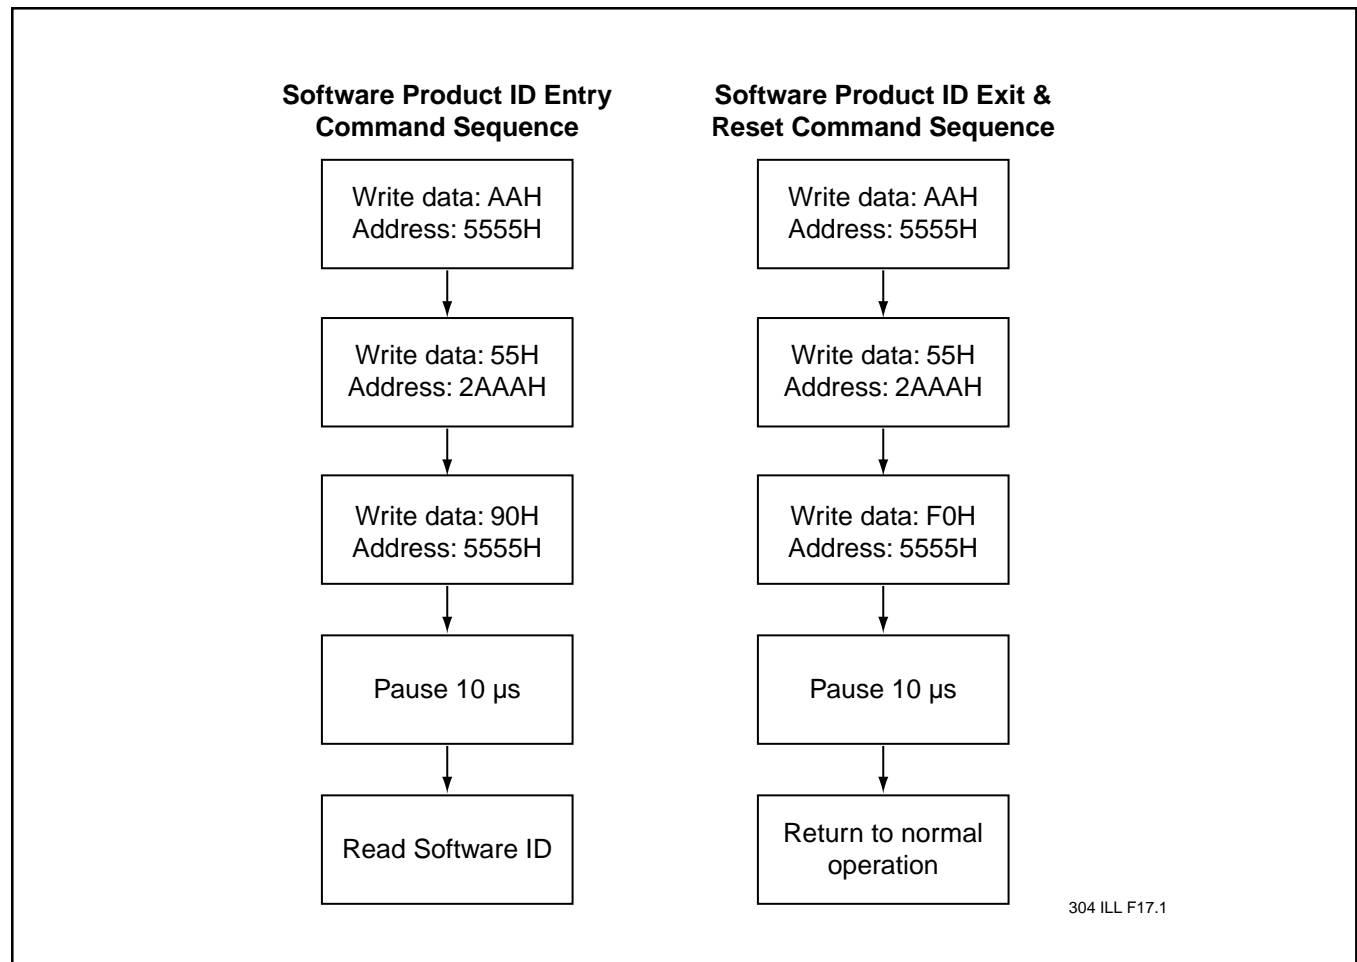 Software Product ID Entry
Command Sequence
Write data: AAH
Address: 5555H
Write data: 55H
Address: 2AAAH
Write data: 90H
Address: 5555H
Pause 10 µs
Read Software ID
Software Product ID Exit &
Reset Command Sequence
Write data: AAH
Address: 5555H
Write data: 55H
Address: 2AAAH
Write data: F0H
Address: 5555H
Pause 10 µs
Return to normal
operation
304 ILL F17.1